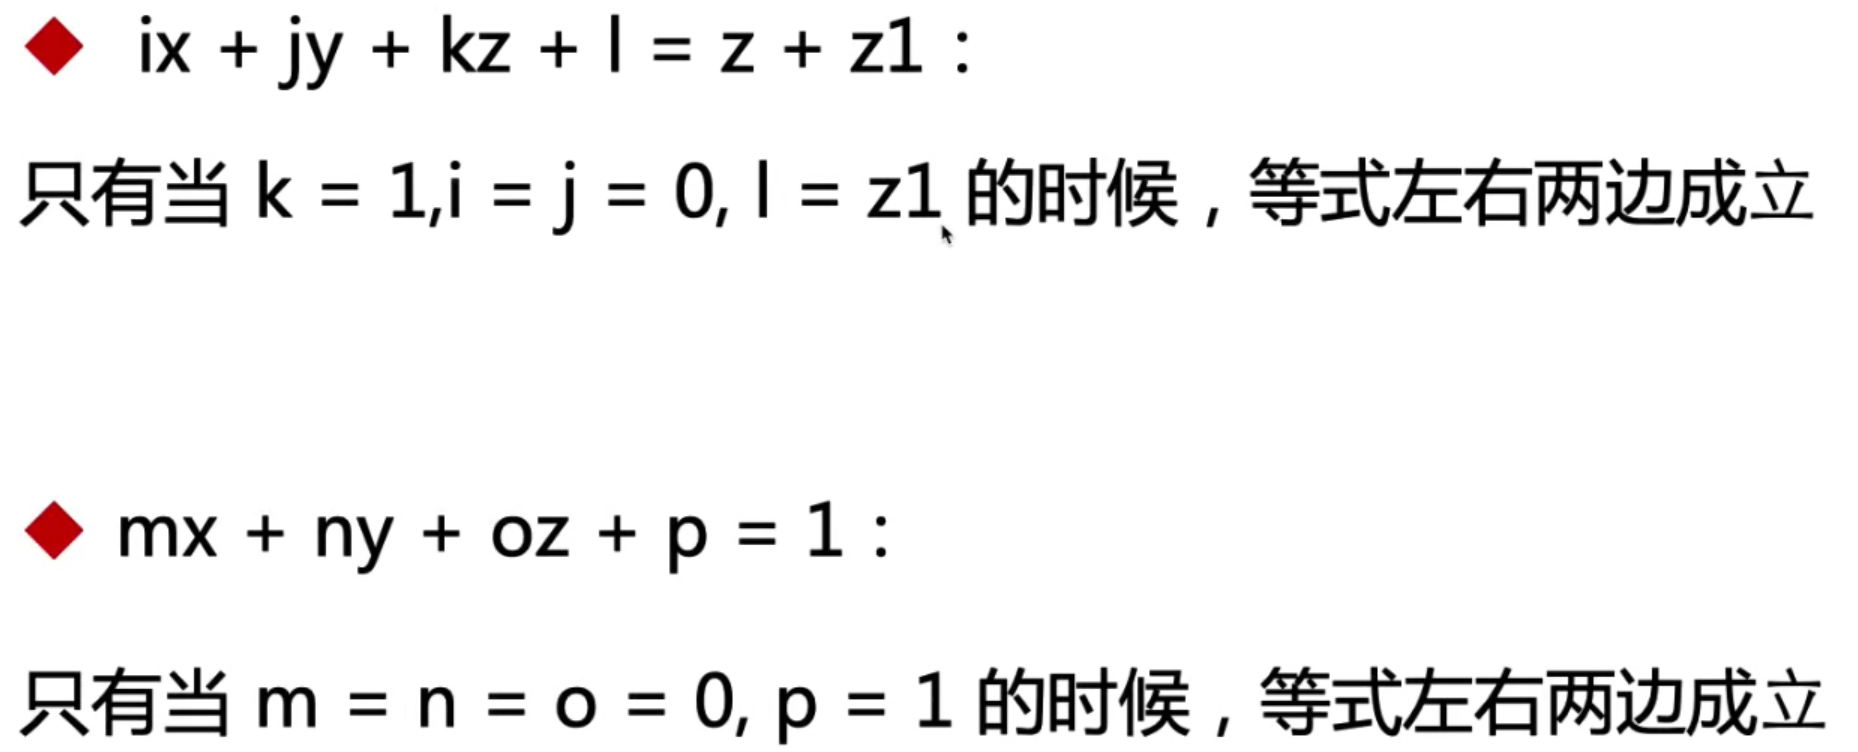 ix + jy + kz + l = z + z1 :
只有当 k = 1,i = j = 0, l = z1 的时候，等式左右两边成立
mx + ny + oz + p = 1 :
只有当 m = n = o = 0, p = 1 的时候，等式左右两边成立